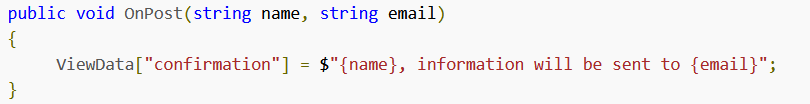 public void OnPost(string name, string email)
{
ViewData["confirmation"] = $"{name}, information will be sent to {email}";
}